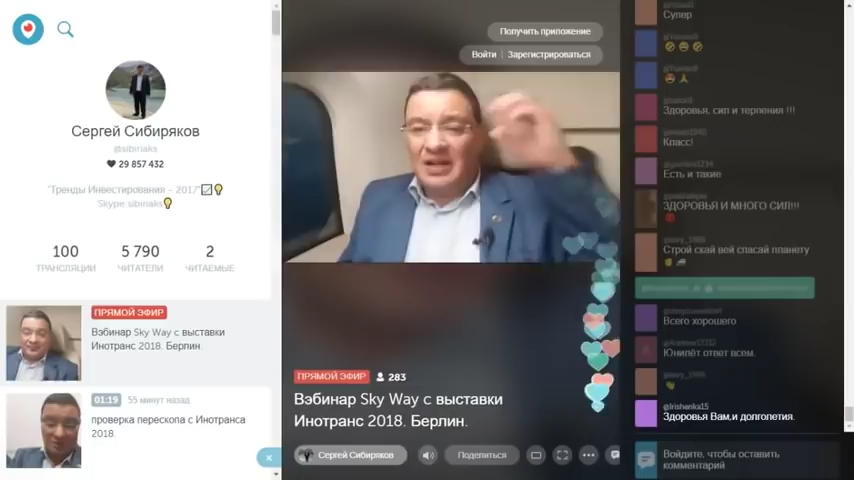 Сергей Сибиряков
@sibiriaks
29 857 432
"Тренды Инвестирования - 2017"
Skype sibiriaks
100
ТРАНСЛЯЦИИ
5 790
ЧИТАТЕЛИ
2
ЧИТАЕМЫЕ
ПРЯМОЙ ЭФИР
Вэбинар Sky Way с выставки
Инотранс 2018. Берлин.
01:19 55 минут назад
проверка перескопа с Инотранса
2018.
Получить приложение
Войти | Зарегистрироваться
ПРЯМОЙ ЭФИР 283
Вэбинар Sky Way с выставки
Инотранс 2018. Берлин.
Сергей Сибиряков
Поделиться
Супер
Здоровья, сил и терпения !!!
Класс!
Есть и такие
ЗДОРОВЬЯ И МНОГО СИЛ!!!
Строй скай вей спасай планету
Всего хорошего
Юнилёт ответ всем.
@Irishenka15
Здоровья Вам,и долголетия.
Войдите, чтобы оставить
комментарий